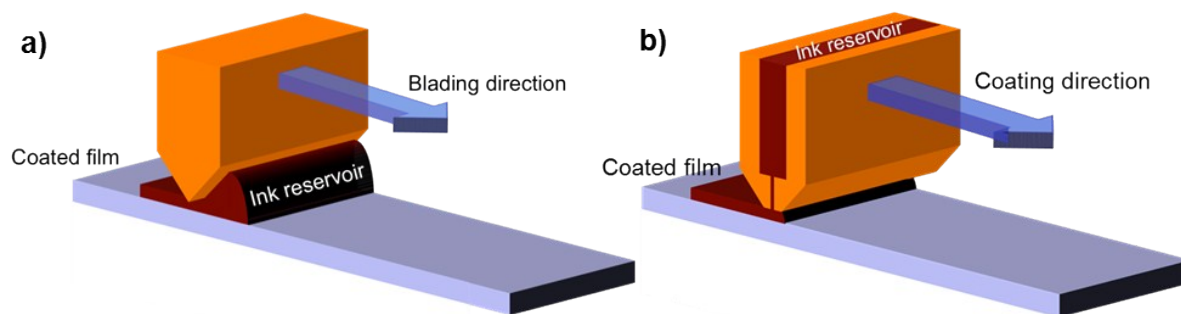 a)
Blading direction
Coated film
Ink reservoir
b)
Ink reservoir
Coating direction
Coated film